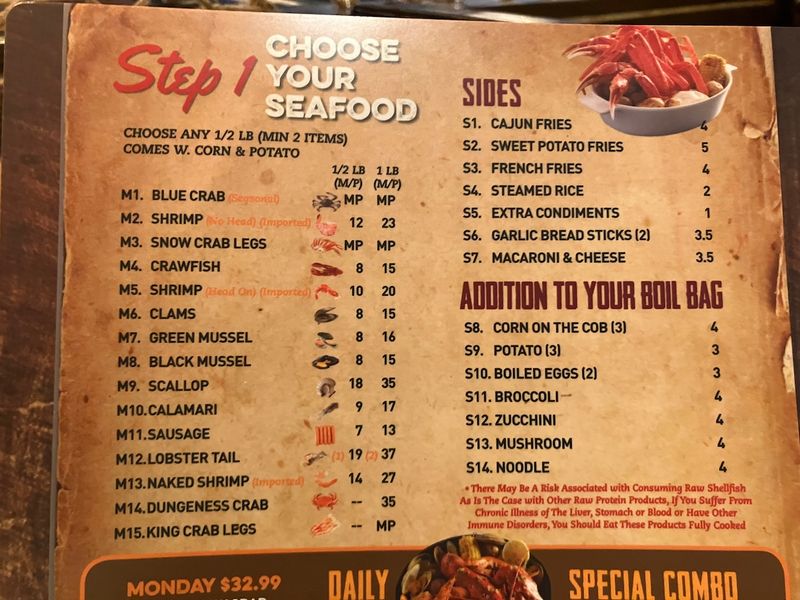 Step 1 CHOOSE YOUR SEAFOOD
CHOOSE ANY 1/2 LB (MIN 2 ITEMS)
COMES W. CORN & POTATO
1/2 LB 1 LB
(M/P) (M/P)
M1. BLUE CRAB (Seasonal) MP MP
M2. SHRIMP (No Head) (Imported) 12 23
M3. SNOW CRAB LEGS MP MP
M4. CRAWFISH 8 15
M5. SHRIMP (Head On) (Imported) 10 20
M6. CLAMS 8 15
M7. GREEN MUSSEL 8 16
M8. BLACK MUSSEL 8 15
M9. SCALLOP 18 35
M10. CALAMARI 9 17
M11. SAUSAGE 7 13
M12. LOBSTER TAIL (1) 19 (2) 37
M13. NAKED SHRIMP (Imported) 14 27
M14. DUNGENESS CRAB -- 35
M15. KING CRAB LEGS -- MP
SIDES
S1. CAJUN FRIES 4
S2. SWEET POTATO FRIES 5
S3. FRENCH FRIES 4
S4. STEAMED RICE 2
S5. EXTRA CONDIMENTS 1
S6. GARLIC BREAD STICKS (2) 3.5
S7. MACARONI & CHEESE 3.5
ADDITION TO YOUR BOIL BAG
S8. CORN ON THE COB (3) 4
S9. POTATO (3) 3
S10. BOILED EGGS (2) 3
S11. BROCCOLI 4
S12. ZUCCHINI 4
S13. MUSHROOM 4
S14. NOODLE 4
* There May Be A Risk Associated with Consuming Raw Shellfish
As Is The Case with Other Raw Protein Products, If You Suffer From
Chronic Illness of The Liver, Stomach or Blood or Have Other
Immune Disorders, You Should Eat These Products Fully Cooked
MONDAY $32.99
DAILY SPECIAL COMBO